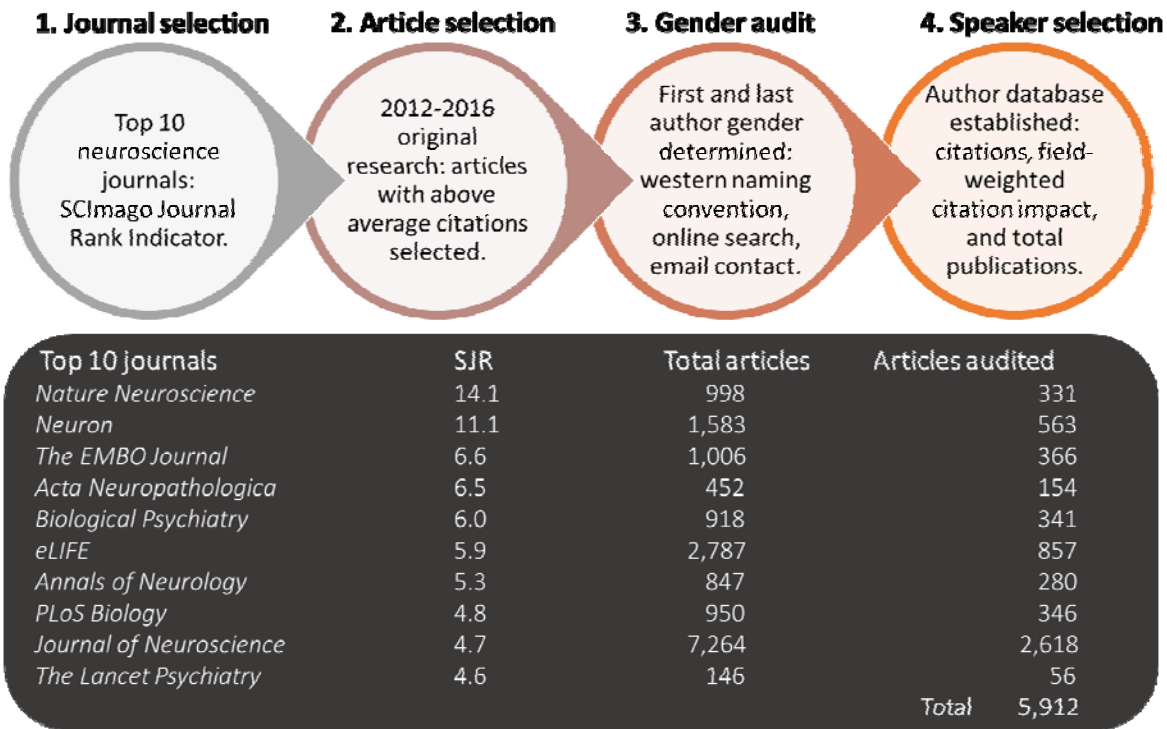 1. Journal selection
Top 10
neuroscience
journals:
SCImago Journal
Rank Indicator.
2. Article selection
2012-2016
original
research: articles
with above
average citations
selected.
3. Gender audit
First and last
author gender
determined:
western naming
convention,
online search,
email contact.
4. Speaker selection
Author database
established:
citations, field-
weighted
citation impact,
and total
publications.
Top 10 journals SJR Total articles Articles audited
Nature Neuroscience 14.1 998 331
Neuron 11.1 1,583 563
The EMBO Journal 6.6 1,006 366
Acta Neuropathologica 6.5 452 154
Biological Psychiatry 6.0 918 341
eLIFE 5.9 2,787 857
Annals of Neurology 5.3 847 280
PLoS Biology 4.8 950 346
Journal of Neuroscience 4.7 7,264 2,618
The Lancet Psychiatry 4.6 146 56
Total 5,912